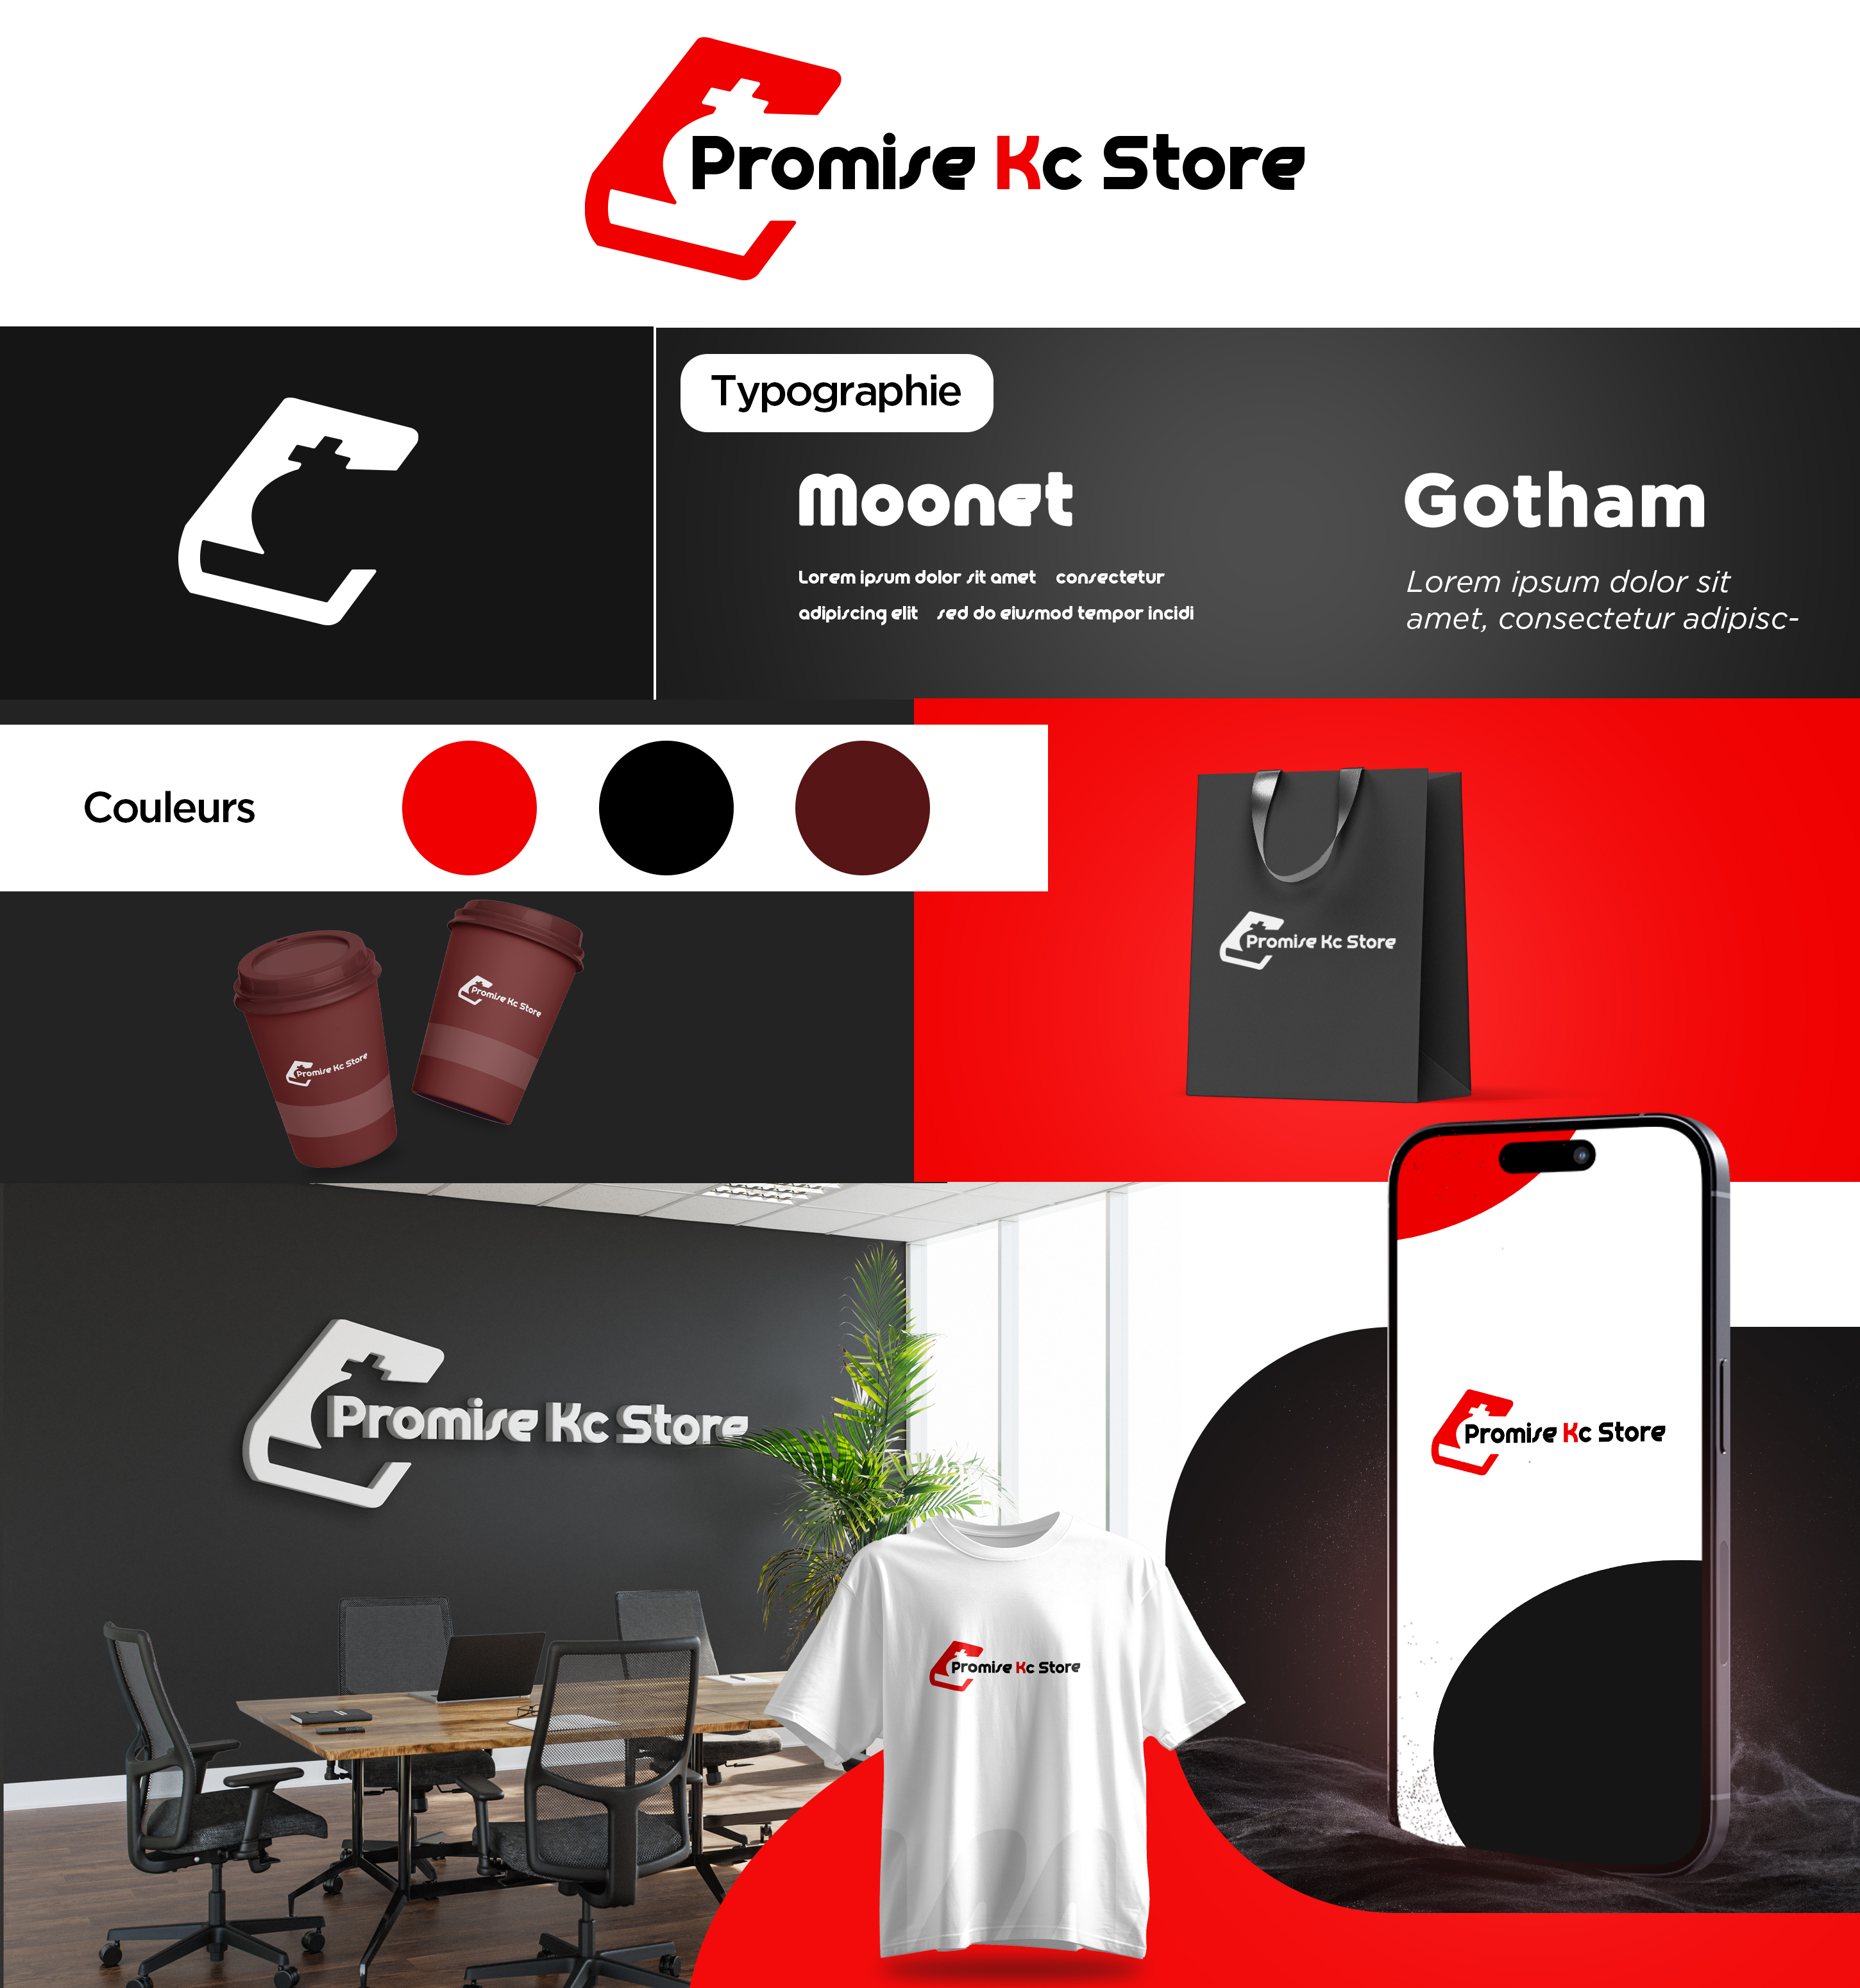 Promise Kc Store
Typographie
Moonet
Lorem ipsum dolor sit amet consectetur
adipiscing elit sed do eiusmod tempor incidi
Gotham
Lorem ipsum dolor sit
amet, consectetur adipisc-
Couleurs
Promise Kc Store
Promise Kc Store
Promise Kc Store
Promise Kc Store
Promise Kc Store
Promise Kc Store